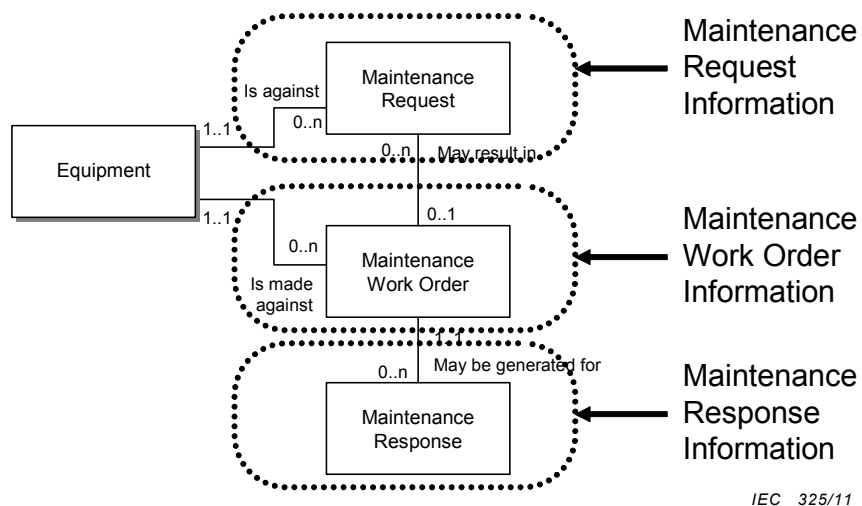 Maintenance
Request
Information
Maintenance
Request
Is against
1..1
0..n
0..n
May result in
Equipment
1..1
0..n
0..1
Maintenance
Work Order
Is made
against
Maintenance
Work Order
Information
1..1
0..n
May be generated for
Maintenance
Response
Maintenance
Response
Information
IEC 325/11